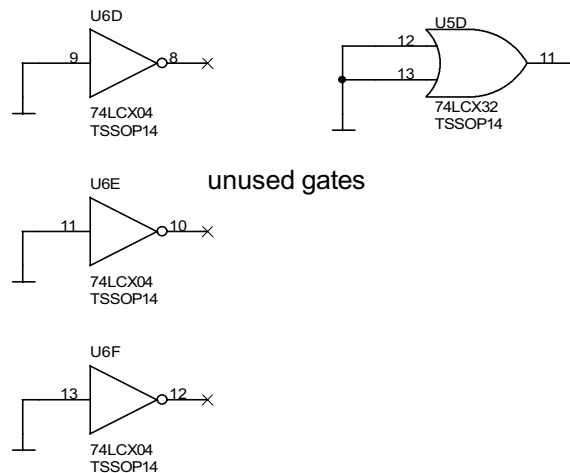 U6D
9
8
74LCX04
TSSOP14
U5D
12
13
11
74LCX32
TSSOP14
unused gates
U6E
11
10
74LCX04
TSSOP14
U6F
13
12
74LCX04
TSSOP14